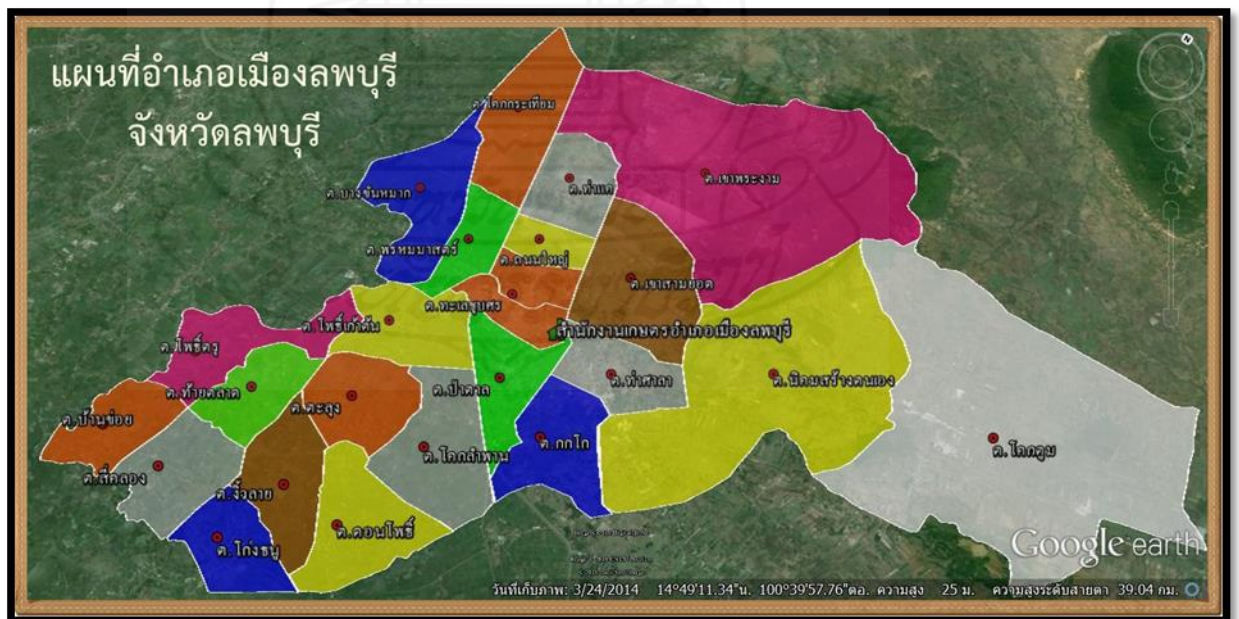 แผนที่อำเภอเมืองลพบุรี
จังหวัดลพบุรี
ต.โคกกระเทียม
ต.ท่าแค
ต.เขาพระงาม
ต.บางขันหมาก
ต.พรหมมาสตร์
ต.ถนนใหญ่
ต.เขาสามยอด
ต.ทะเลชุบศร
ต.โพธิ์เก้าต้น
สำนักงานเกษตรอำเภอเมืองลพบุรี
ต.โพธิ์ตรุ
ต.ท่าศาลา
ต.นิคมสร้างตนเอง
ต.ป่าตาล
ต.ท้ายตลาด
ต.ตะลุง
ต.บ้านข่อย
ต.กกโก
ต.โคกลำพาน
ต.โคกตูม
ต.สี่คลอง
ต.งิ้วลาย
ต.ดอนโพธิ์
ต.โก่งธนู
Google earth
วันที่เก็บภาพ: 3/24/2014 14°49'11.34"น. 100°39'57.76"ตอ. ความสูง 25 ม. ความสูงระดับสายตา 39.04 กม.